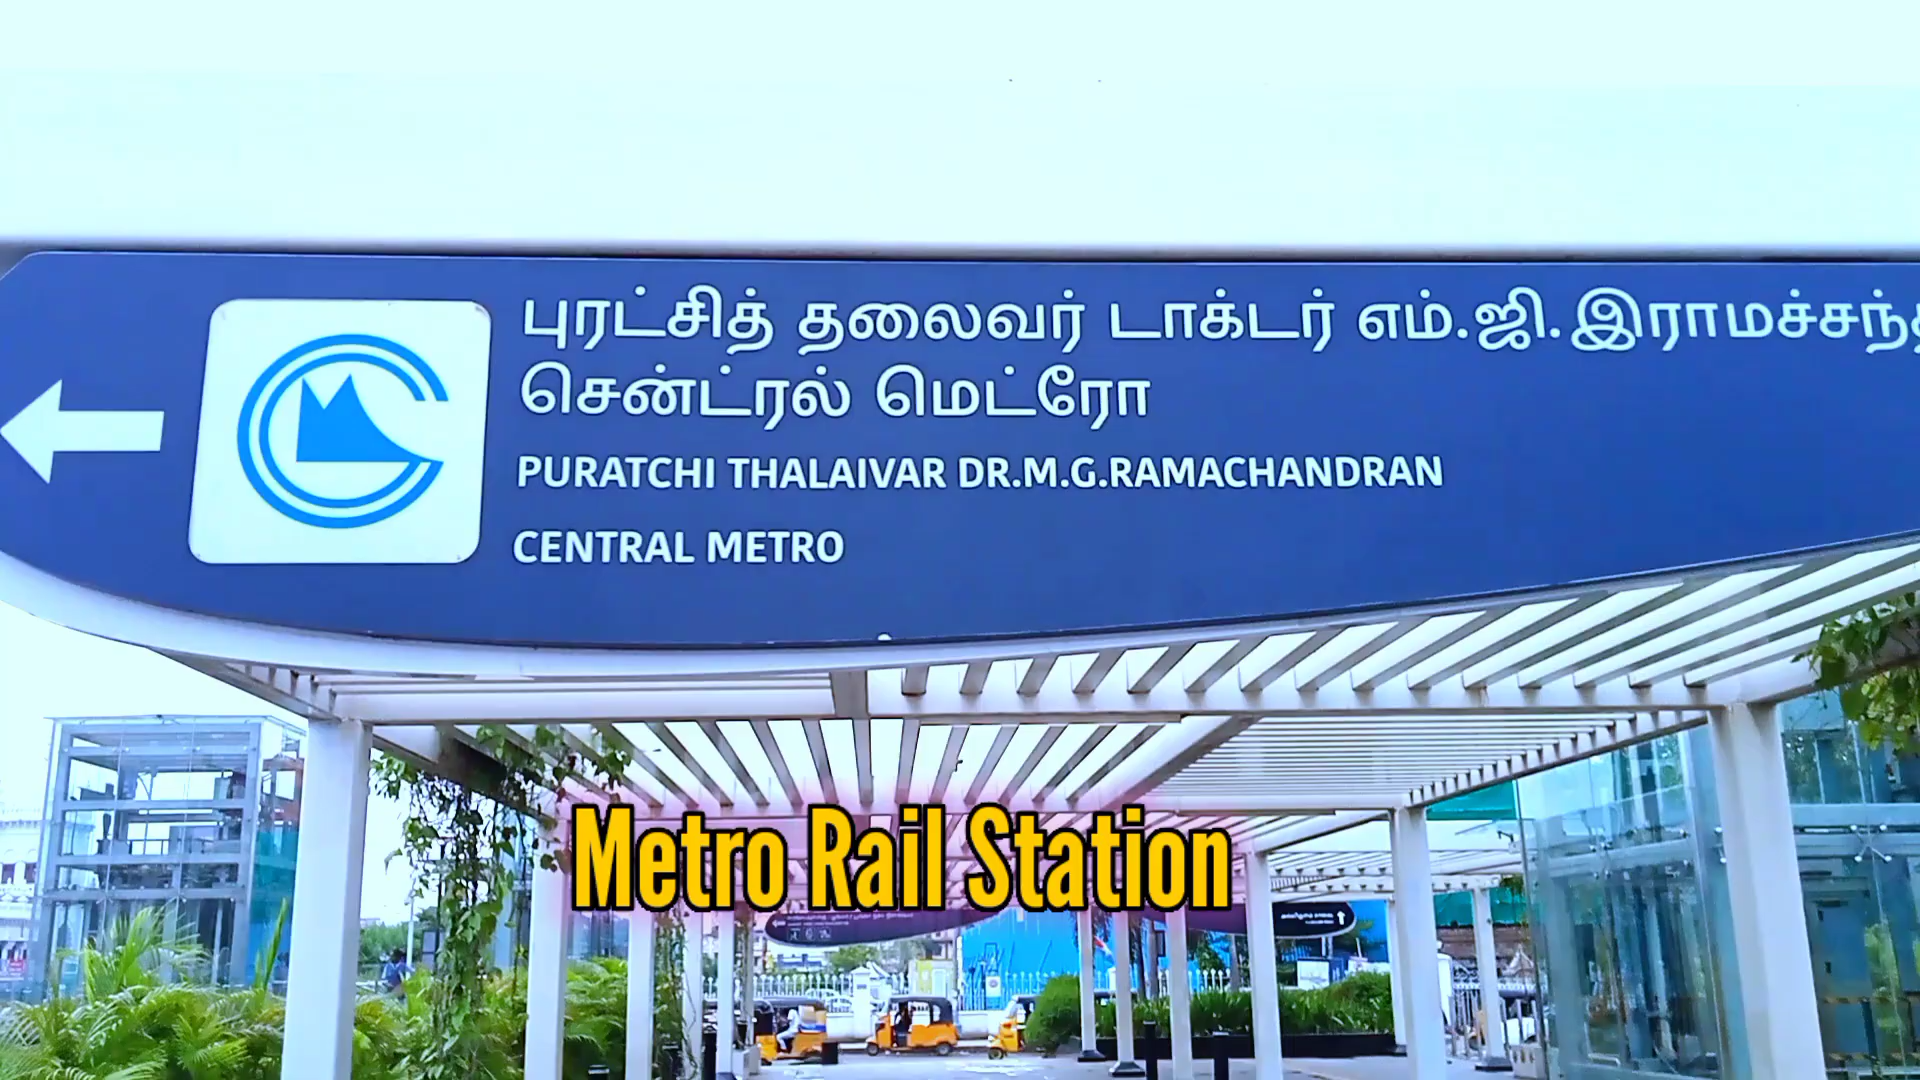 புரட்சித் தலைவர் டாக்டர் எம்.ஜி.இராமச்சந்
சென்ட்ரல் மெட்ரோ
PURATCHI THALAIVAR DR.M.G.RAMACHANDRAN
CENTRAL METRO
Metro Rail Station